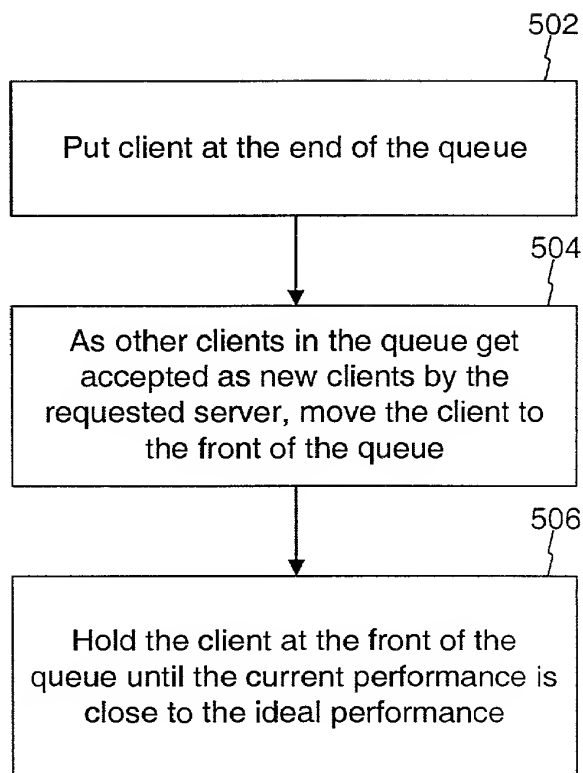 502
Put client at the end of the queue
504
As other clients in the queue get
accepted as new clients by the
requested server, move the client to
the front of the queue
506
Hold the client at the front of the
queue until the current performance is
close to the ideal performance